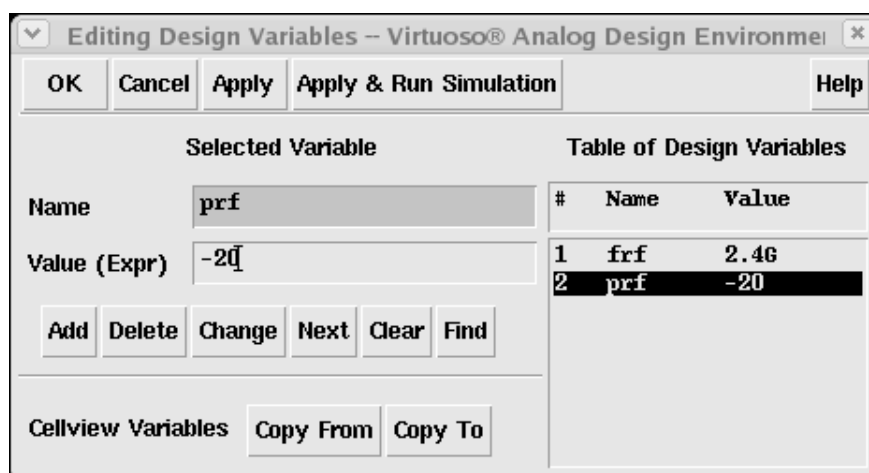 Editing Design Variables -- Virtuoso® Analog Design Environme
OK Cancel Apply Apply & Run Simulation Help
Selected Variable
Name prf
Value (Expr) -20
Add Delete Change Next Clear Find
Cellview Variables Copy From Copy To
Table of Design Variables
# Name Value
1 frf 2.4G
2 prf -20